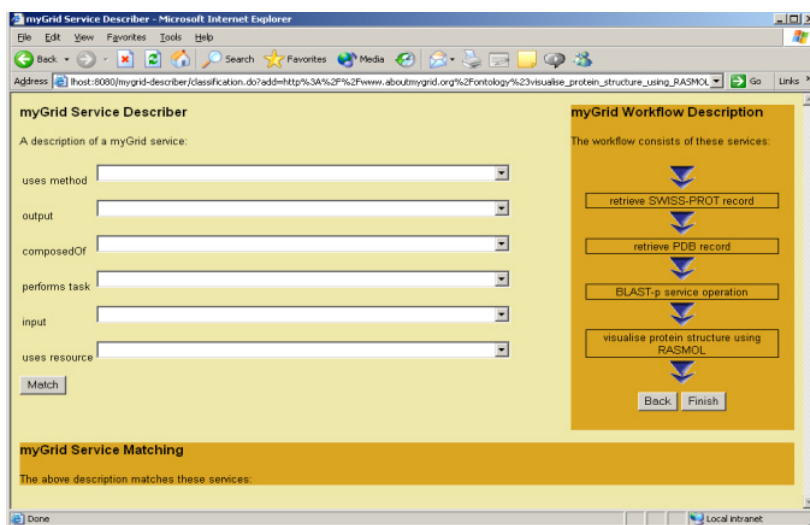 myGrid Service Describer - Microsoft Internet Explorer
File Edit View Favorites Tools Help
Back Search Favorites Media
Address http://localhost:8080/mygrid-describer/classification.do?add=http%3A%2F%2Fwww.aboutmygrid.org%2Fontology%23visualise_protein_structure_using_RASMOL Go Links »
myGrid Service Describer
A description of a myGrid service:
uses method
output
composedOf
performs task
input
uses resource
Match
myGrid Workflow Description
The workflow consists of these services:
retrieve SWISS-PROT record
retrieve PDB record
BLAST-p service operation
visualise protein structure using
RASMOL
Back Finish
myGrid Service Matching
The above description matches these services:
Done Local intranet